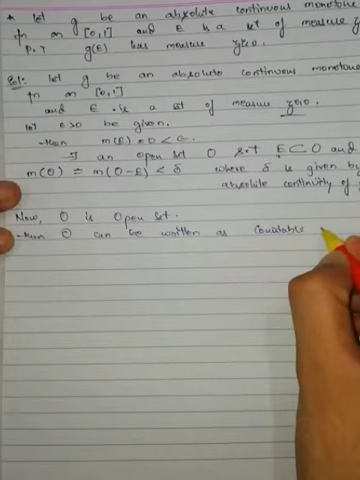 * let g be an absolute continuous monotone
fn on [0,1] and E is a set of measure zero
P.T g(E) has measure zero.
Sol: let g be an absolute continuous monotone
fn on [0,1]
and E is a set of measure zero.
let ε>0 be given.
Then m(E) = 0 < ε.
∃ an open set O s.t E⊂O and
m(O) = m(O-E) < δ where δ is given by
absolute continuity of
Now, O is open set.
Then O can be written as Countable